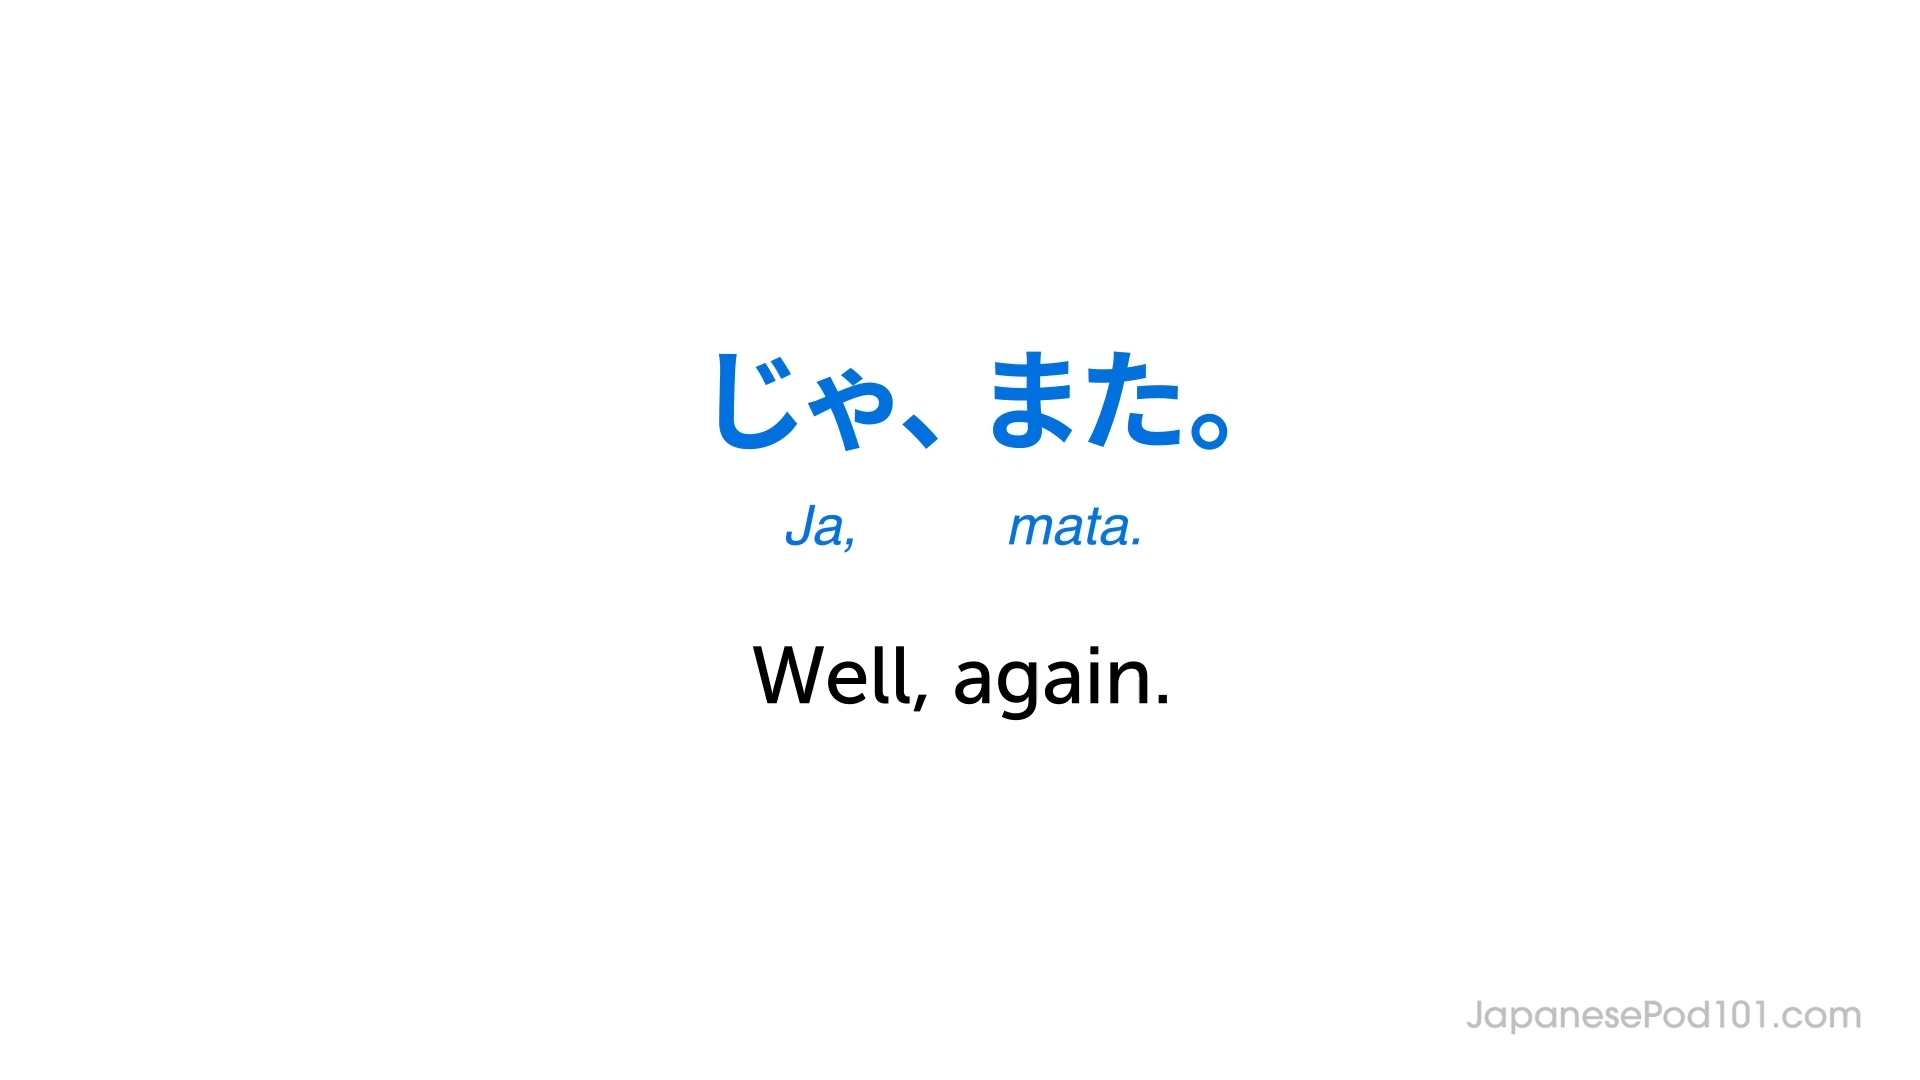 じゃ、また。
Ja, mata.
Well, again.
JapanesePod101.com